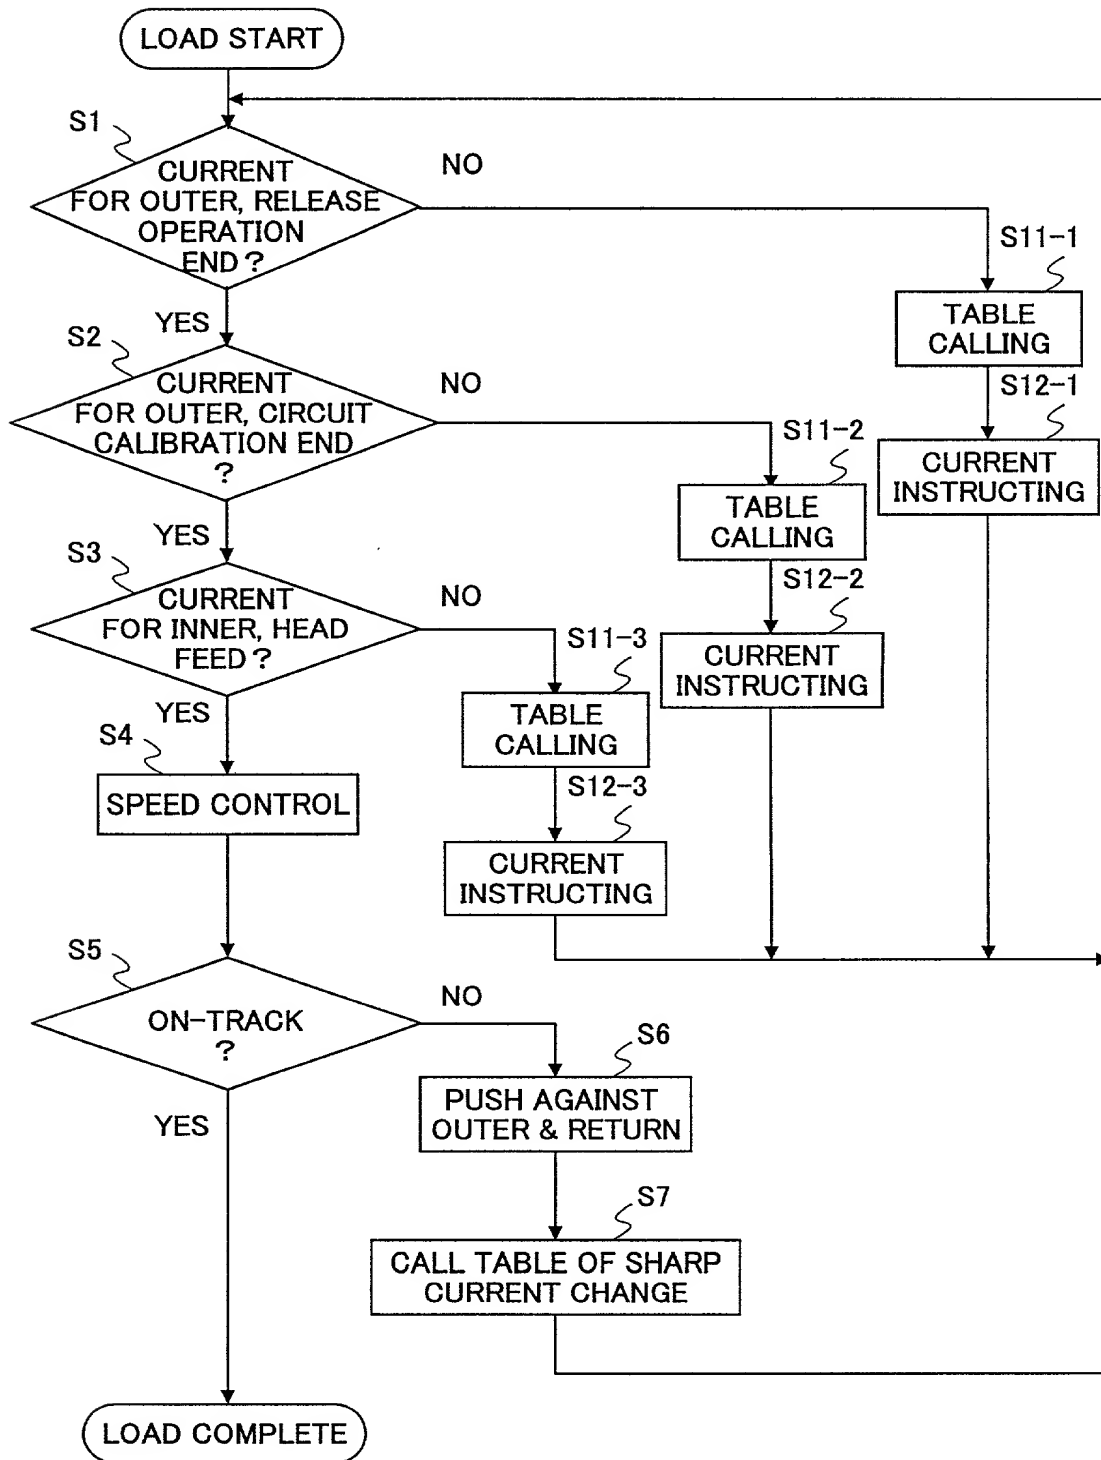 LOAD START
S1
CURRENT
FOR OUTER, RELEASE
OPERATION
END ?
NO
YES
S11-1
TABLE
CALLING
S12-1
CURRENT
INSTRUCTING
S2
CURRENT
FOR OUTER, CIRCUIT
CALIBRATION END
?
NO
YES
S11-2
TABLE
CALLING
S12-2
CURRENT
INSTRUCTING
S3
CURRENT
FOR INNER, HEAD
FEED ?
NO
YES
S11-3
TABLE
CALLING
S12-3
CURRENT
INSTRUCTING
S4
SPEED CONTROL
S5
ON-TRACK
?
NO
YES
S6
PUSH AGAINST
OUTER & RETURN
S7
CALL TABLE OF SHARP
CURRENT CHANGE
LOAD COMPLETE